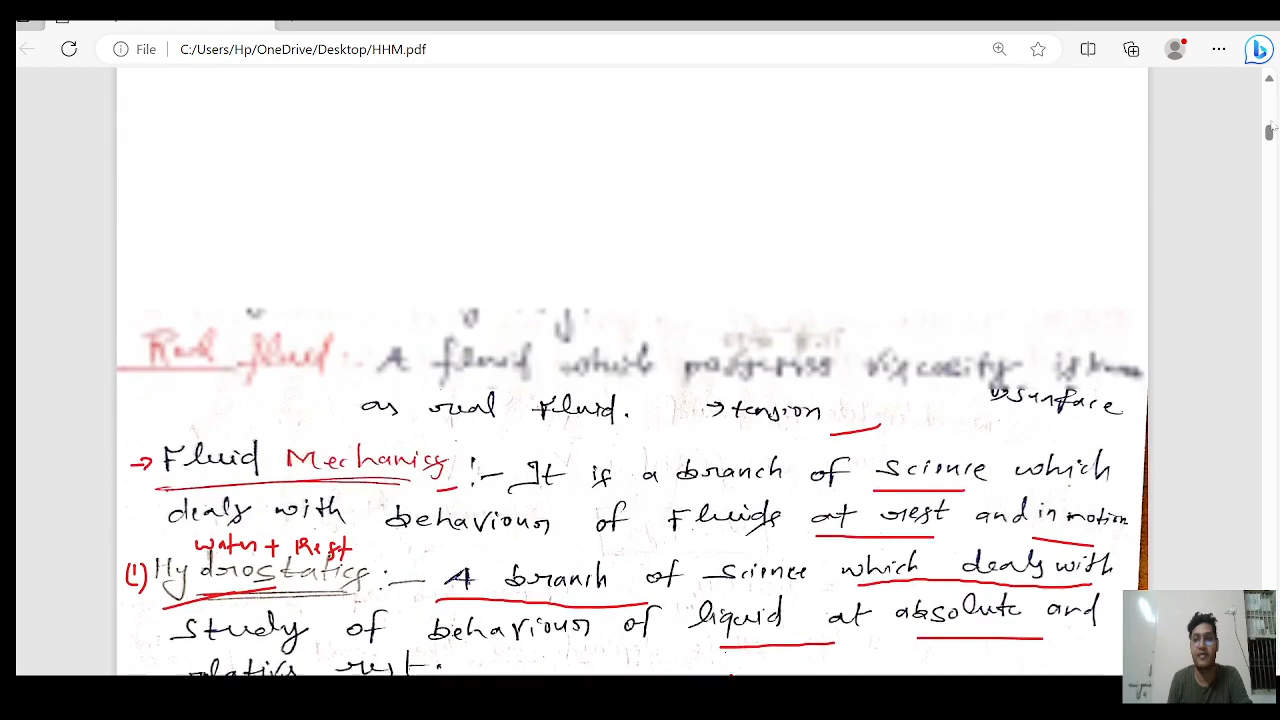 File C:/Users/Hp/OneDrive/Desktop/HHM.pdf
Real fluid:- A fluid which viscosity is
as real Fluid. →tension surface
→ Fluid Mechanics :- It is a branch of science which
deals with behaviour of Fluids at rest and in motion
water + Rest
(1) Hydrostatics :- A branch of science which deals with
study of behaviour of liquid at absolute and
relative rest.